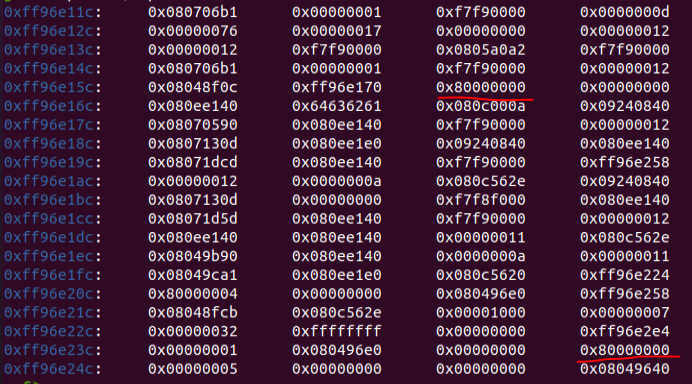 0xff96e11c: 0x080706b1 0x00000001 0xf7f90000 0x0000000d
0xff96e12c: 0x00000076 0x00000017 0x00000000 0x00000012
0xff96e13c: 0x00000012 0xf7f90000 0x0805a0a2 0xf7f90000
0xff96e14c: 0x080706b1 0x00000001 0xf7f90000 0x00000012
0xff96e15c: 0x08048f0c 0xff96e170 0x80000000 0x00000000
0xff96e16c: 0x080ee140 0x64636261 0x080c000a 0x09240840
0xff96e17c: 0x08070590 0x080ee140 0xf7f90000 0x00000012
0xff96e18c: 0x0807130d 0x080ee1e0 0x09240840 0x080ee140
0xff96e19c: 0x08071dcd 0x080ee140 0xf7f90000 0xff96e258
0xff96e1ac: 0x00000012 0x0000000a 0x080c562e 0x09240840
0xff96e1bc: 0x0807130d 0x00000000 0xf7f8f000 0x080ee140
0xff96e1cc: 0x08071d5d 0x080ee140 0xf7f90000 0x00000012
0xff96e1dc: 0x080ee140 0x080ee140 0x00000011 0x080c562e
0xff96e1ec: 0x08049b90 0x080ee140 0x0000000a 0x00000011
0xff96e1fc: 0x08049ca1 0x080ee1e0 0x080c5620 0xff96e224
0xff96e20c: 0x80000004 0x00000000 0x080496e0 0xff96e258
0xff96e21c: 0x08048fcb 0x080c562e 0x00001000 0x00000007
0xff96e22c: 0x00000032 0xffffffff 0x00000000 0xff96e2e4
0xff96e23c: 0x00000001 0x080496e0 0x00000000 0x80000000
0xff96e24c: 0x00000005 0x00000000 0x00000000 0x08049640